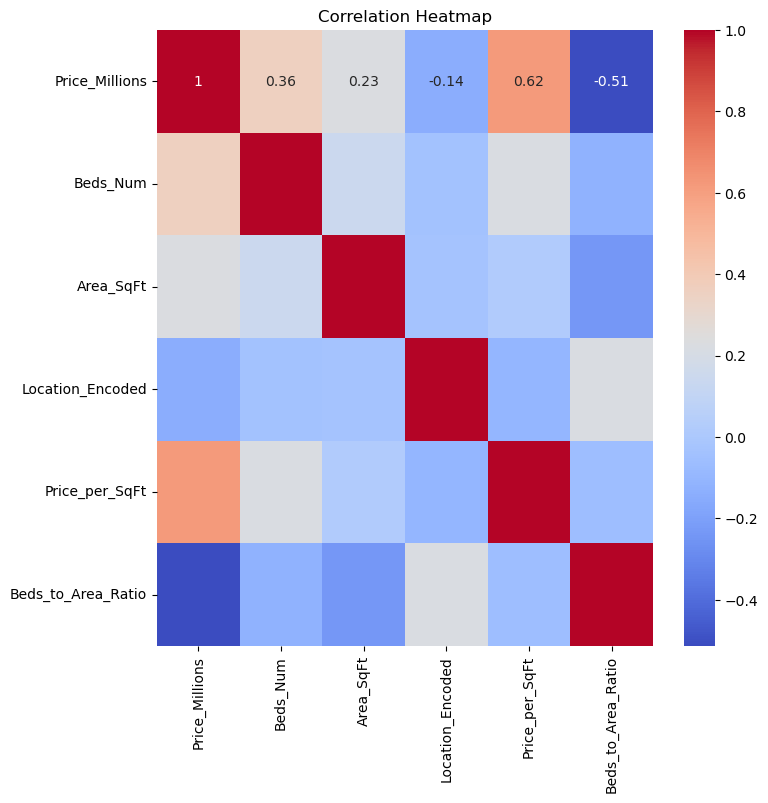 Correlation Heatmap
Price_Millions
1 0.36 0.23 -0.14 0.62 -0.51
Beds_Num
Area_SqFt
Location_Encoded
Price_per_SqFt
Beds_to_Area_Ratio
Price_Millions
Beds_Num
Area_SqFt
Location_Encoded
Price_per_SqFt
Beds_to_Area_Ratio
1.0
0.8
0.6
0.4
0.2
0.0
−0.2
−0.4